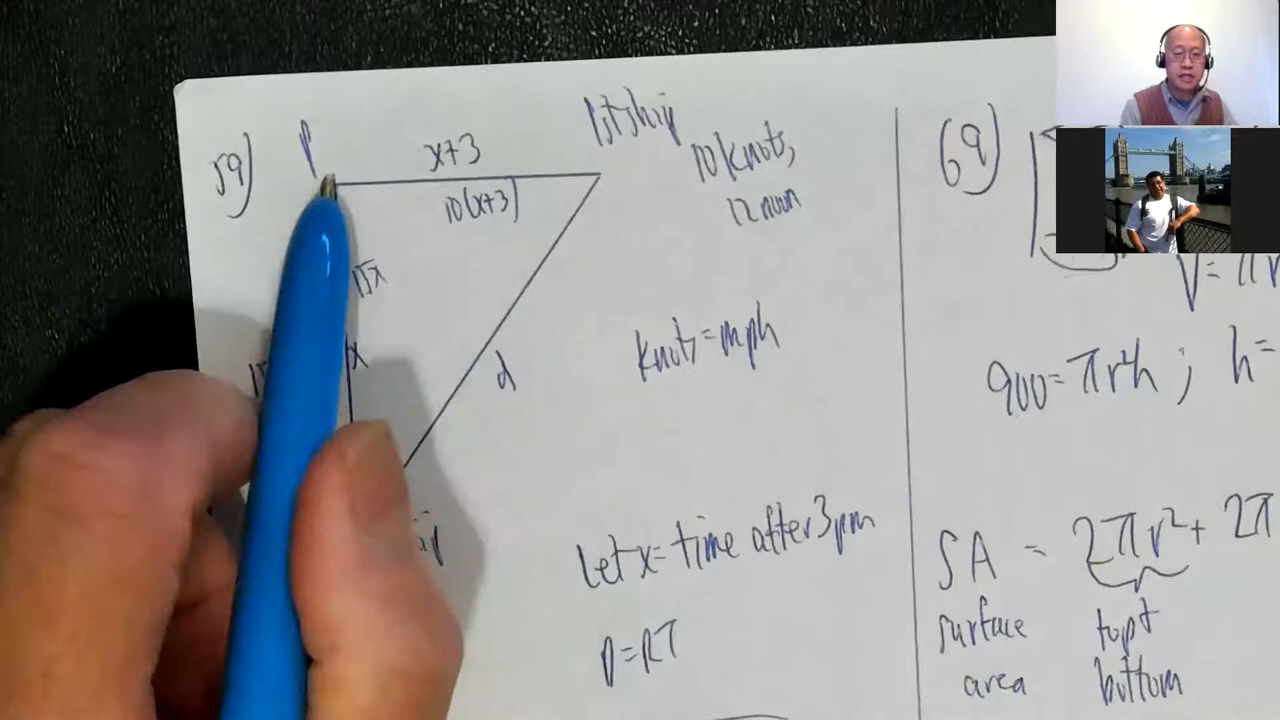 59)
P
x+3
1st ship
10 knots,
12 noon
10(x+3)
15x
x
knots = mph
d
Let x = time after 3pm
D = RT
69)
900 = πr²h ; h =
SA = 2πr² + 2π
surface
area
top +
bottom